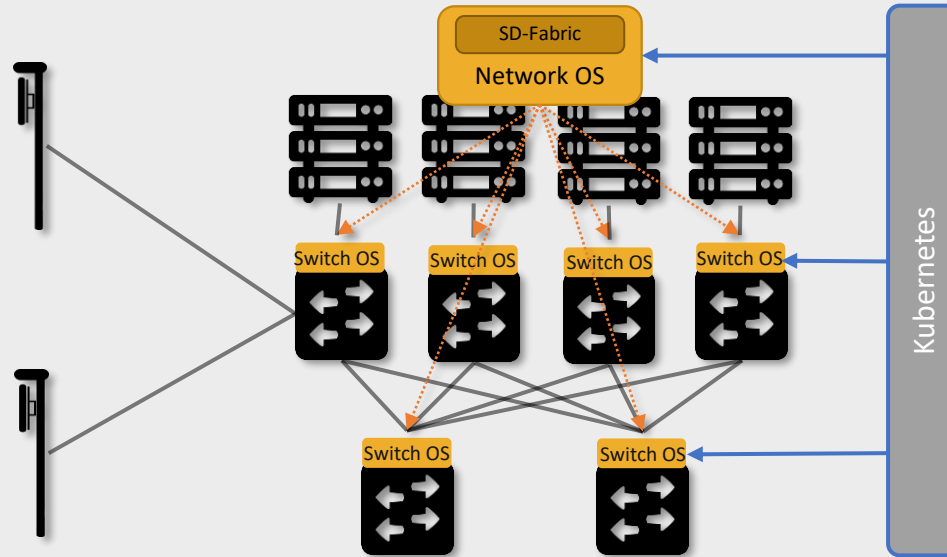 SD-Fabric
Network OS
Switch OS
Switch OS
Switch OS
Switch OS
Switch OS
Switch OS
Kubernetes